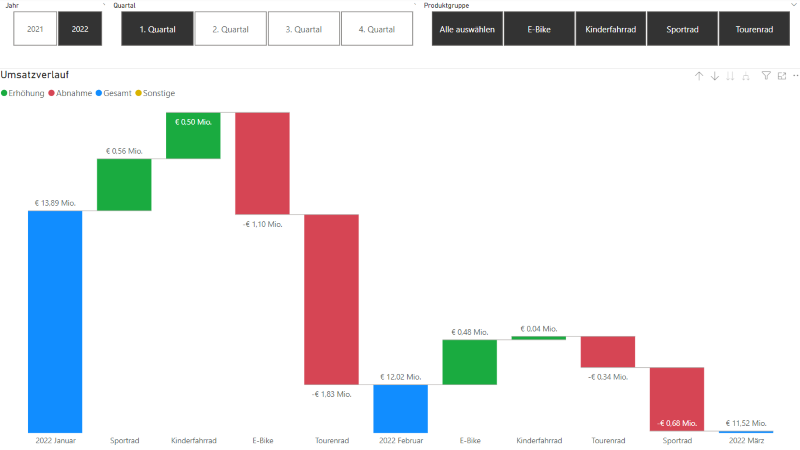 Jahr
Quartal
Produktgruppe
2021
2022
1. Quartal
2. Quartal
3. Quartal
4. Quartal
Alle auswählen
E-Bike
Kinderfahrrad
Sportrad
Tourenrad
Umsatzverlauf
Erhöhung
Abnahme
Gesamt
Sonstige
€ 13.89 Mio.
€ 0.56 Mio.
€ 0.50 Mio.
-€ 1.10 Mio.
-€ 1.83 Mio.
€ 12.02 Mio.
€ 0.48 Mio.
€ 0.04 Mio.
-€ 0.34 Mio.
-€ 0.68 Mio.
€ 11.52 Mio.
2022 Januar
Sportrad
Kinderfahrrad
E-Bike
Tourenrad
2022 Februar
E-Bike
Kinderfahrrad
Tourenrad
Sportrad
2022 März